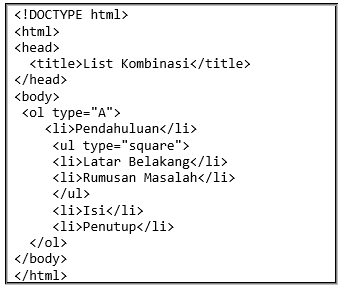 <!DOCTYPE html>
<html>
<head>
  <title>List Kombinasi</title>
</head>
<body>
 <ol type="A">
    <li>Pendahuluan</li>
     <ul type="square">
     <li>Latar Belakang</li>
     <li>Rumusan Masalah</li>
     </ul>
     <li>Isi</li>
     <li>Penutup</li>
  </ol>
</body>
</html>